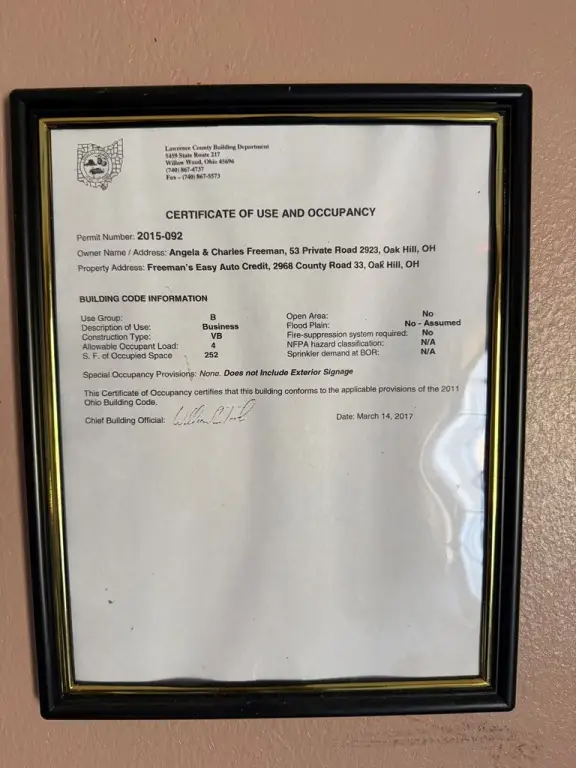 Lawrence County Building Department
5459 State Route 217
Willow Wood, Ohio 45696
(740) 867-4737
Fax - (740) 867-5573
CERTIFICATE OF USE AND OCCUPANCY
Permit Number: 2015-092
Owner Name / Address: Angela & Charles Freeman, 53 Private Road 2923, Oak Hill, OH
Property Address: Freeman's Easy Auto Credit, 2968 County Road 33, Oak Hill, OH
BUILDING CODE INFORMATION
Use Group: B
Description of Use: Business
Construction Type: VB
Allowable Occupant Load: 4
S. F. of Occupied Space 252
Open Area: No
Flood Plain: No - Assumed
Fire-suppression system required: No
NFPA hazard classification: N/A
Sprinkler demand at BOR: N/A
Special Occupancy Provisions: None. Does not Include Exterior Signage
This Certificate of Occupancy certifies that this building conforms to the applicable provisions of the 2011
Ohio Building Code.
Chief Building Official:
Date: March 14, 2017